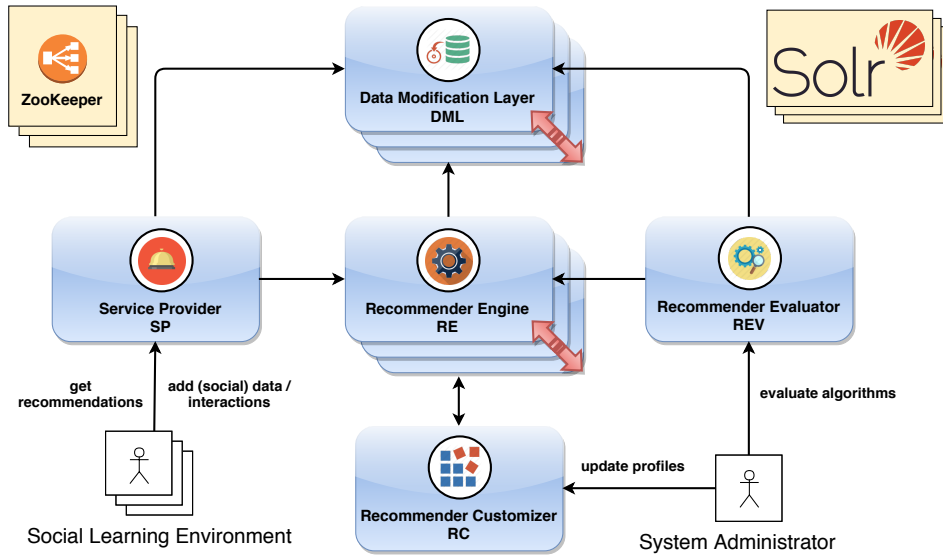 ZooKeeper
Data Modification Layer
DML
Solr
Service Provider
SP
Recommender Engine
RE
Recommender Evaluator
REV
get
recommendations
add (social) data /
interactions
evaluate algorithms
update profiles
Recommender Customizer
RC
Social Learning Environment
System Administrator